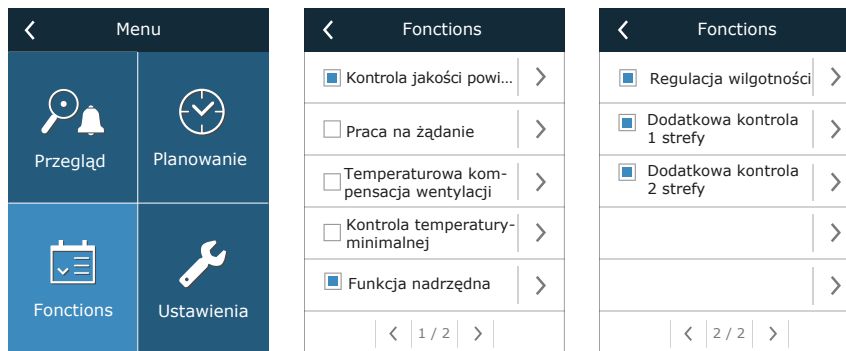 Menu
Przegląd
Planowanie
Fonctions
Ustawienia
Fonctions
Kontrola jakości powi...
Praca na żądanie
Temperaturowa kom-
pensacja wentylacji
Kontrola temperatury-
minimalnej
Funkcja nadrzędna
1 / 2
Fonctions
Regulacja wilgotności
Dodatkowa kontrola
1 strefy
Dodatkowa kontrola
2 strefy
2 / 2